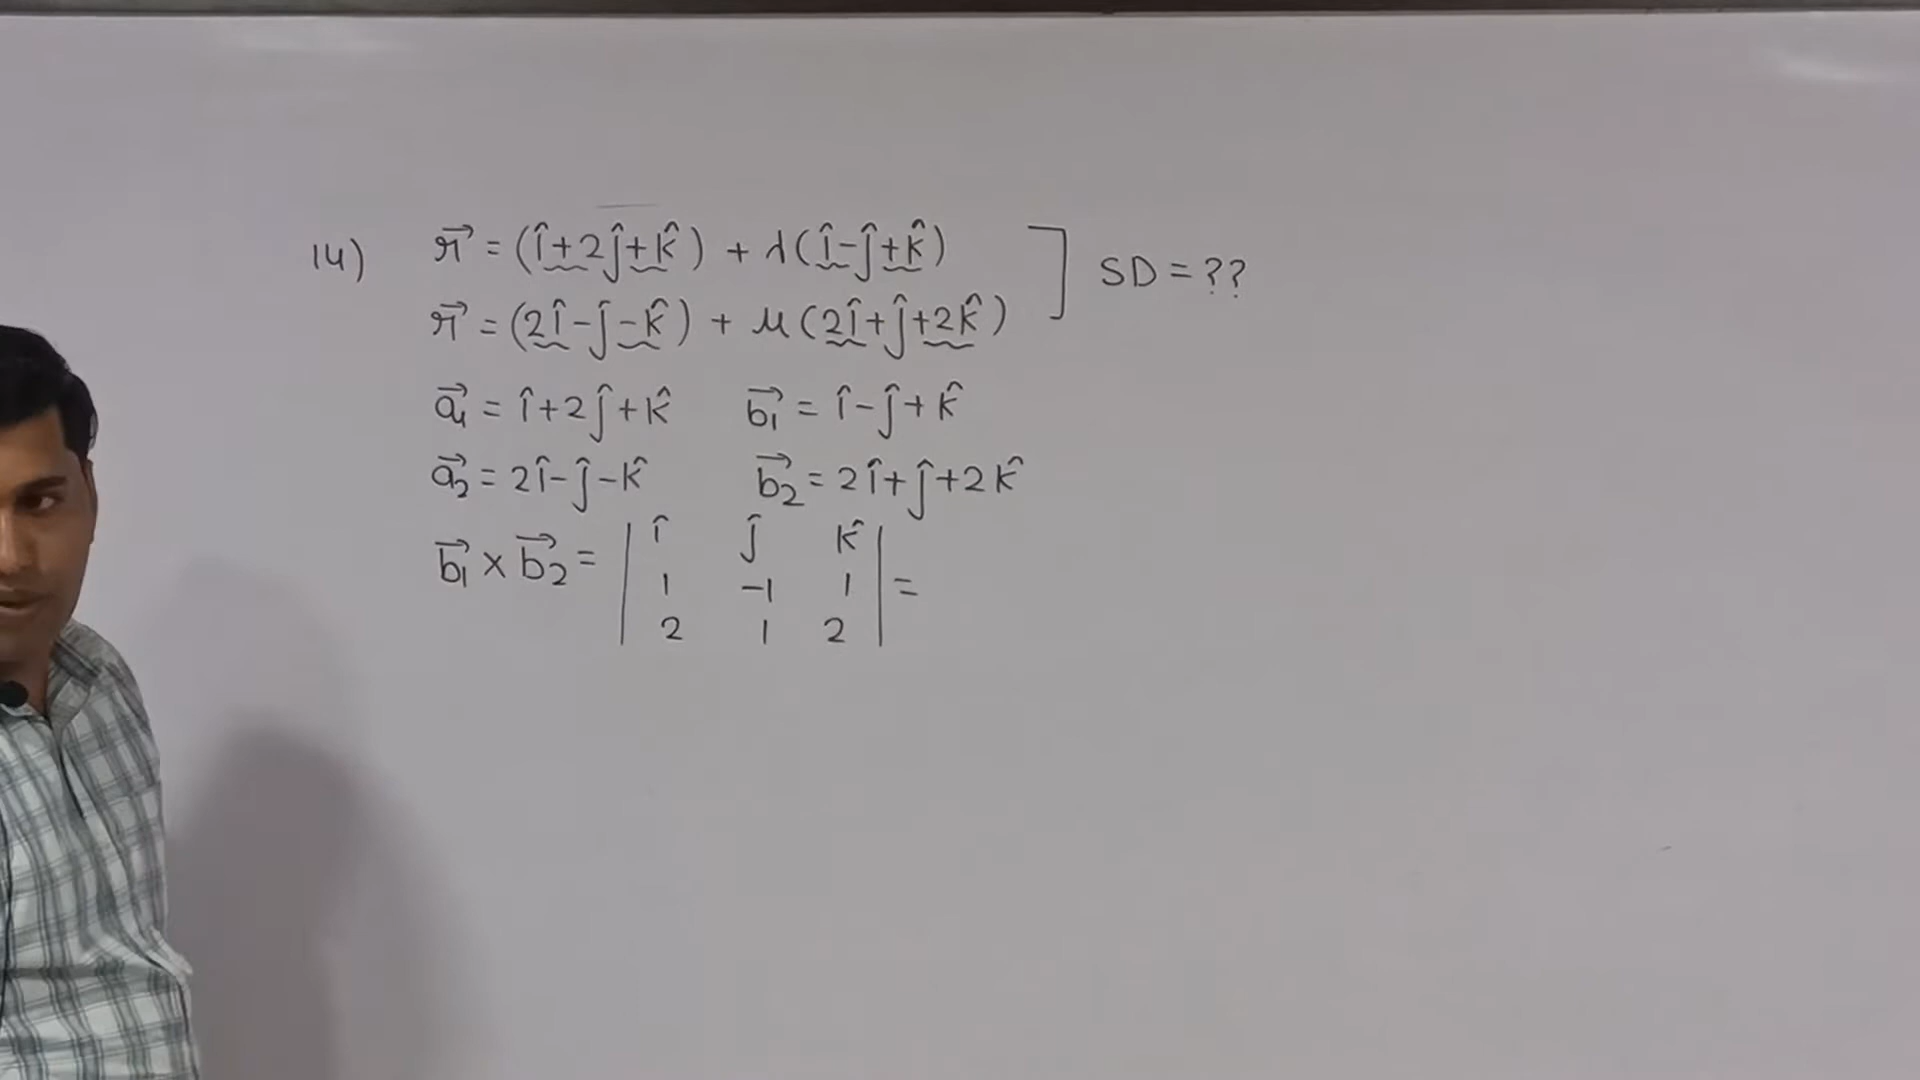 14) r⃗ = (î+2ĵ+k̂) + λ(î-ĵ+k̂) ] SD = ??
r⃗ = (2î-ĵ-k̂) + μ(2î+ĵ+2k̂)
a⃗₁ = î+2ĵ+k̂ b⃗₁ = î-ĵ+k̂
a⃗₂ = 2î-ĵ-k̂ b⃗₂ = 2î+ĵ+2k̂
b⃗₁ × b⃗₂ = | î ĵ k̂ |
| 1 -1 1 | =
| 2 1 2 |